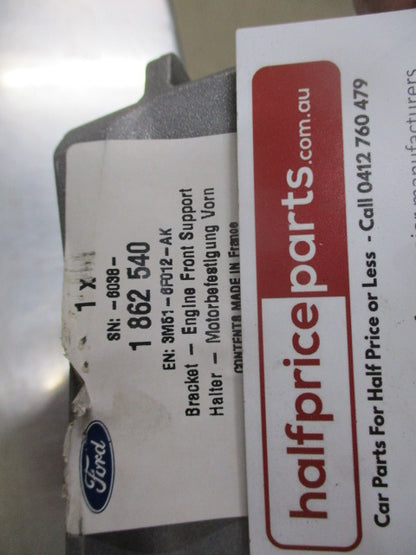 Ford
1 x
SN: -6038-
1 862 540
EN: 3M51-6F012-AK
Bracket - Engine Front Support
Halter - Motorbefestigung Vorn
CONTENTS MADE IN France
halfpriceparts.com.au
Car Parts For Half Price or Less - Call 0412 760 479
manufacturers